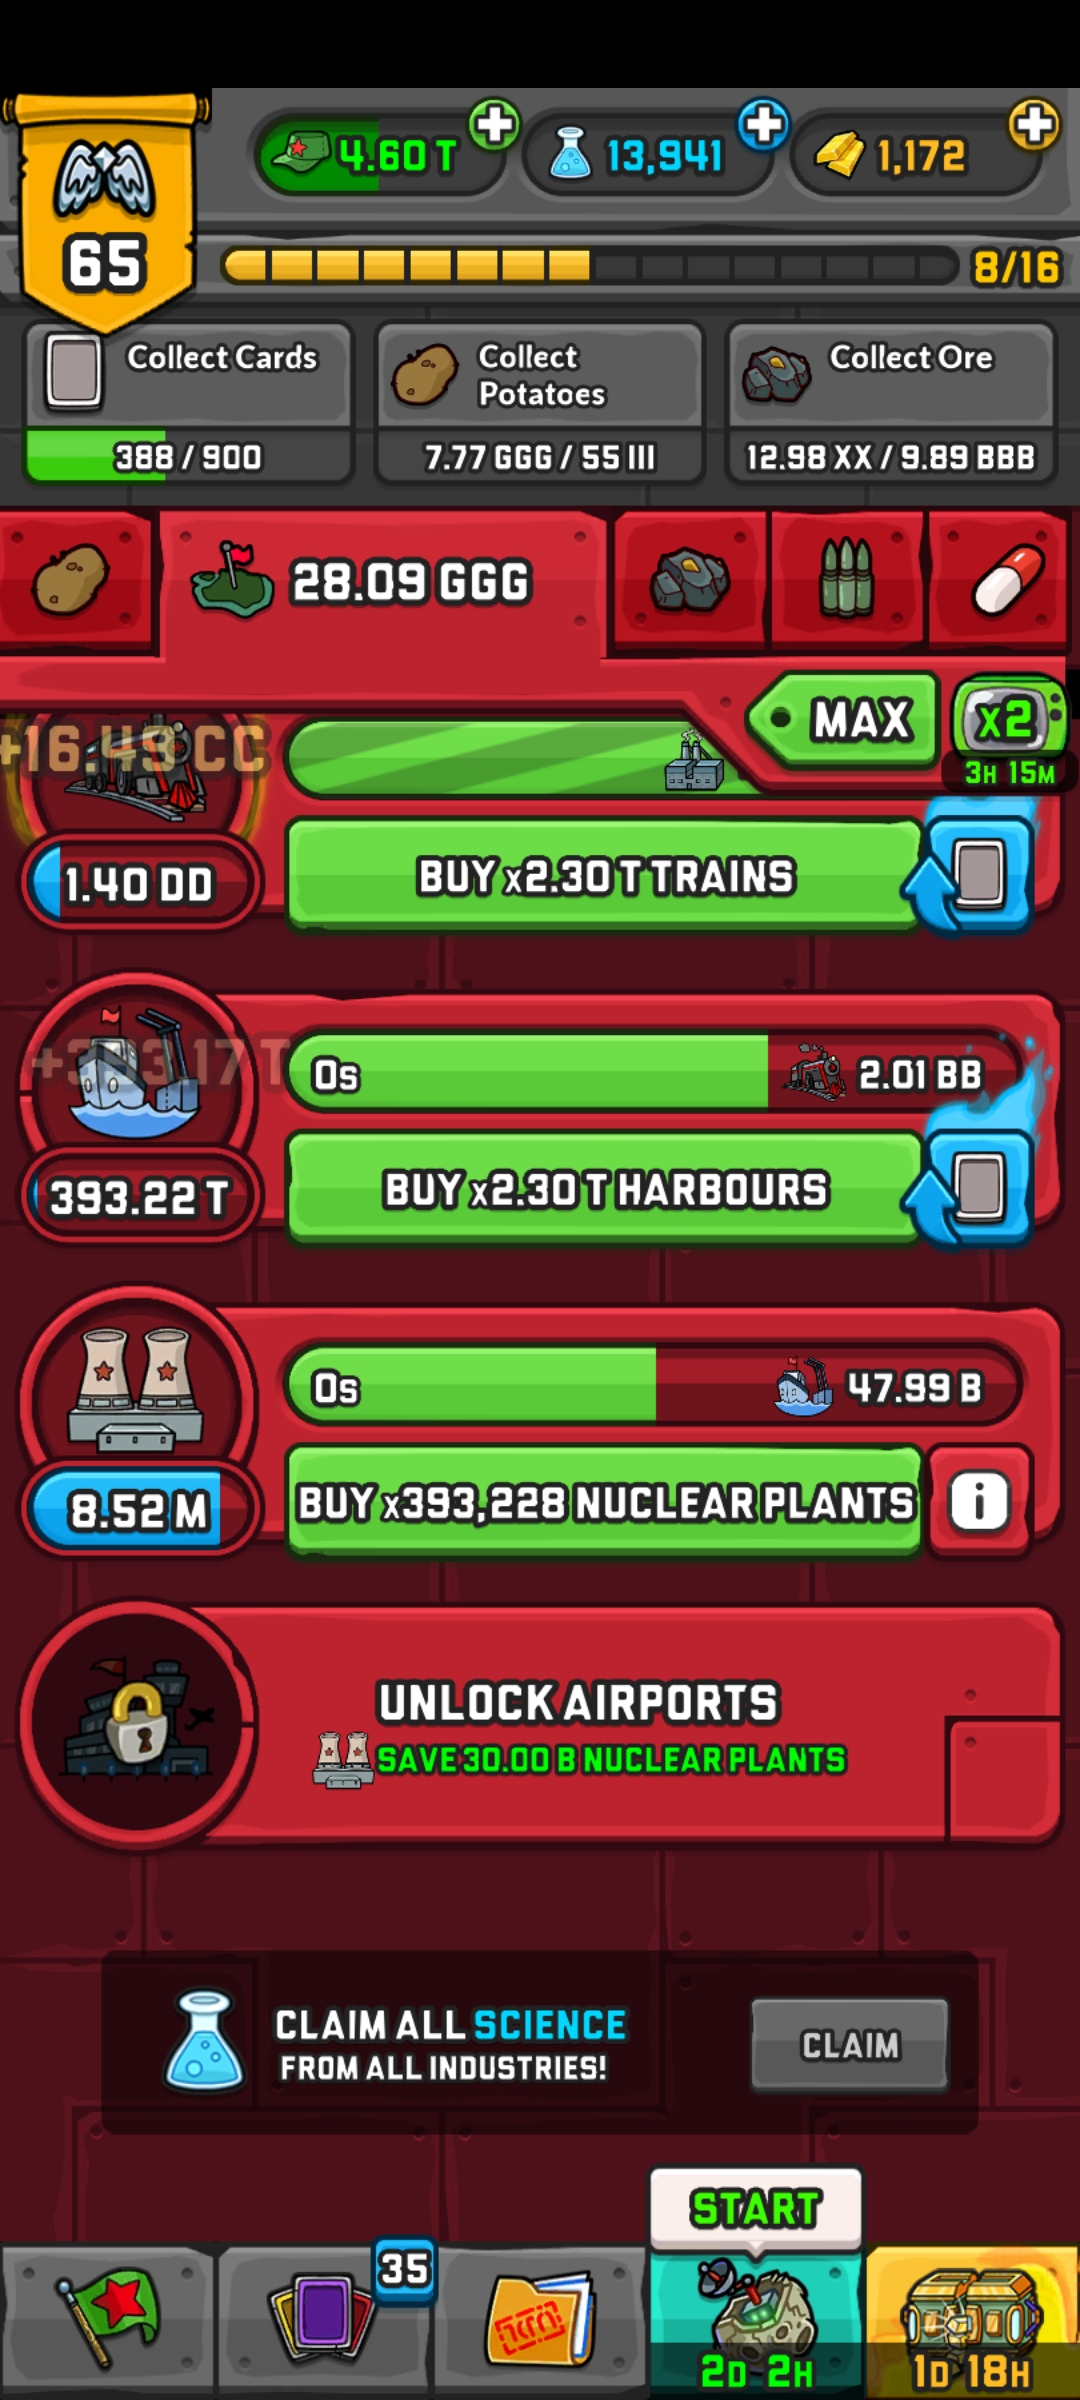 4.60 T
13,941
1,172
65
8/16
Collect Cards
388 / 900
Collect
Potatoes
7.77 GGG / 55 III
Collect Ore
12.98 XX / 9.89 BBB
28.09 GGG
MAX
x2
3H 15M
+16.49 CC
1.40 DD
BUY x2.30 T TRAINS
+393.17 T
0s
2.01 BB
393.22 T
BUY x2.30 T HARBOURS
0s
47.99 B
8.52 M
BUY x393,228 NUCLEAR PLANTS
i
UNLOCK AIRPORTS
SAVE 30.00 B NUCLEAR PLANTS
CLAIM ALL SCIENCE
FROM ALL INDUSTRIES!
CLAIM
START
35
2D 2H
1D 18H